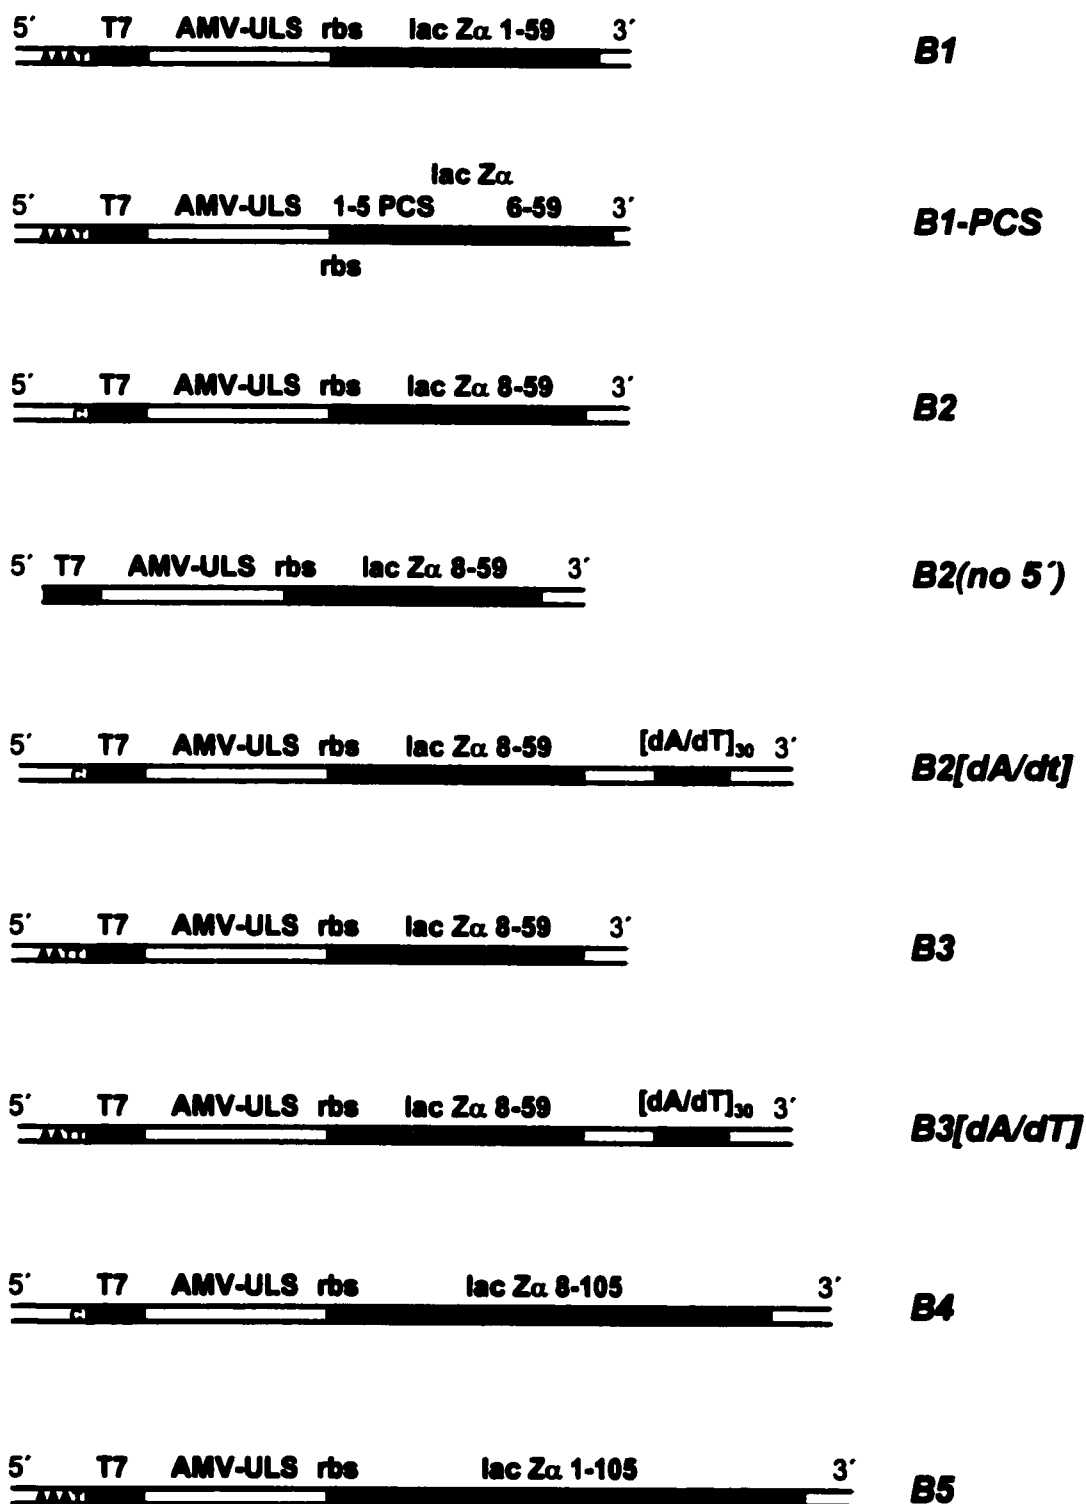 5´ T7 AMV-ULS rbs lac Zα 1-59 3´
B1
lac Zα
5´ T7 AMV-ULS 1-5 PCS 6-59 3´
B1-PCS
rbs
5´ T7 AMV-ULS rbs lac Zα 8-59 3´
B2
5´ T7 AMV-ULS rbs lac Zα 8-59 3´
B2(no 5´)
5´ T7 AMV-ULS rbs lac Zα 8-59 [dA/dT]30 3´
B2[dA/dt]
5´ T7 AMV-ULS rbs lac Zα 8-59 3´
B3
5´ T7 AMV-ULS rbs lac Zα 8-59 [dA/dT]30 3´
B3[dA/dT]
5´ T7 AMV-ULS rbs lac Zα 8-105 3´
B4
5´ T7 AMV-ULS rbs lac Zα 1-105 3´
B5